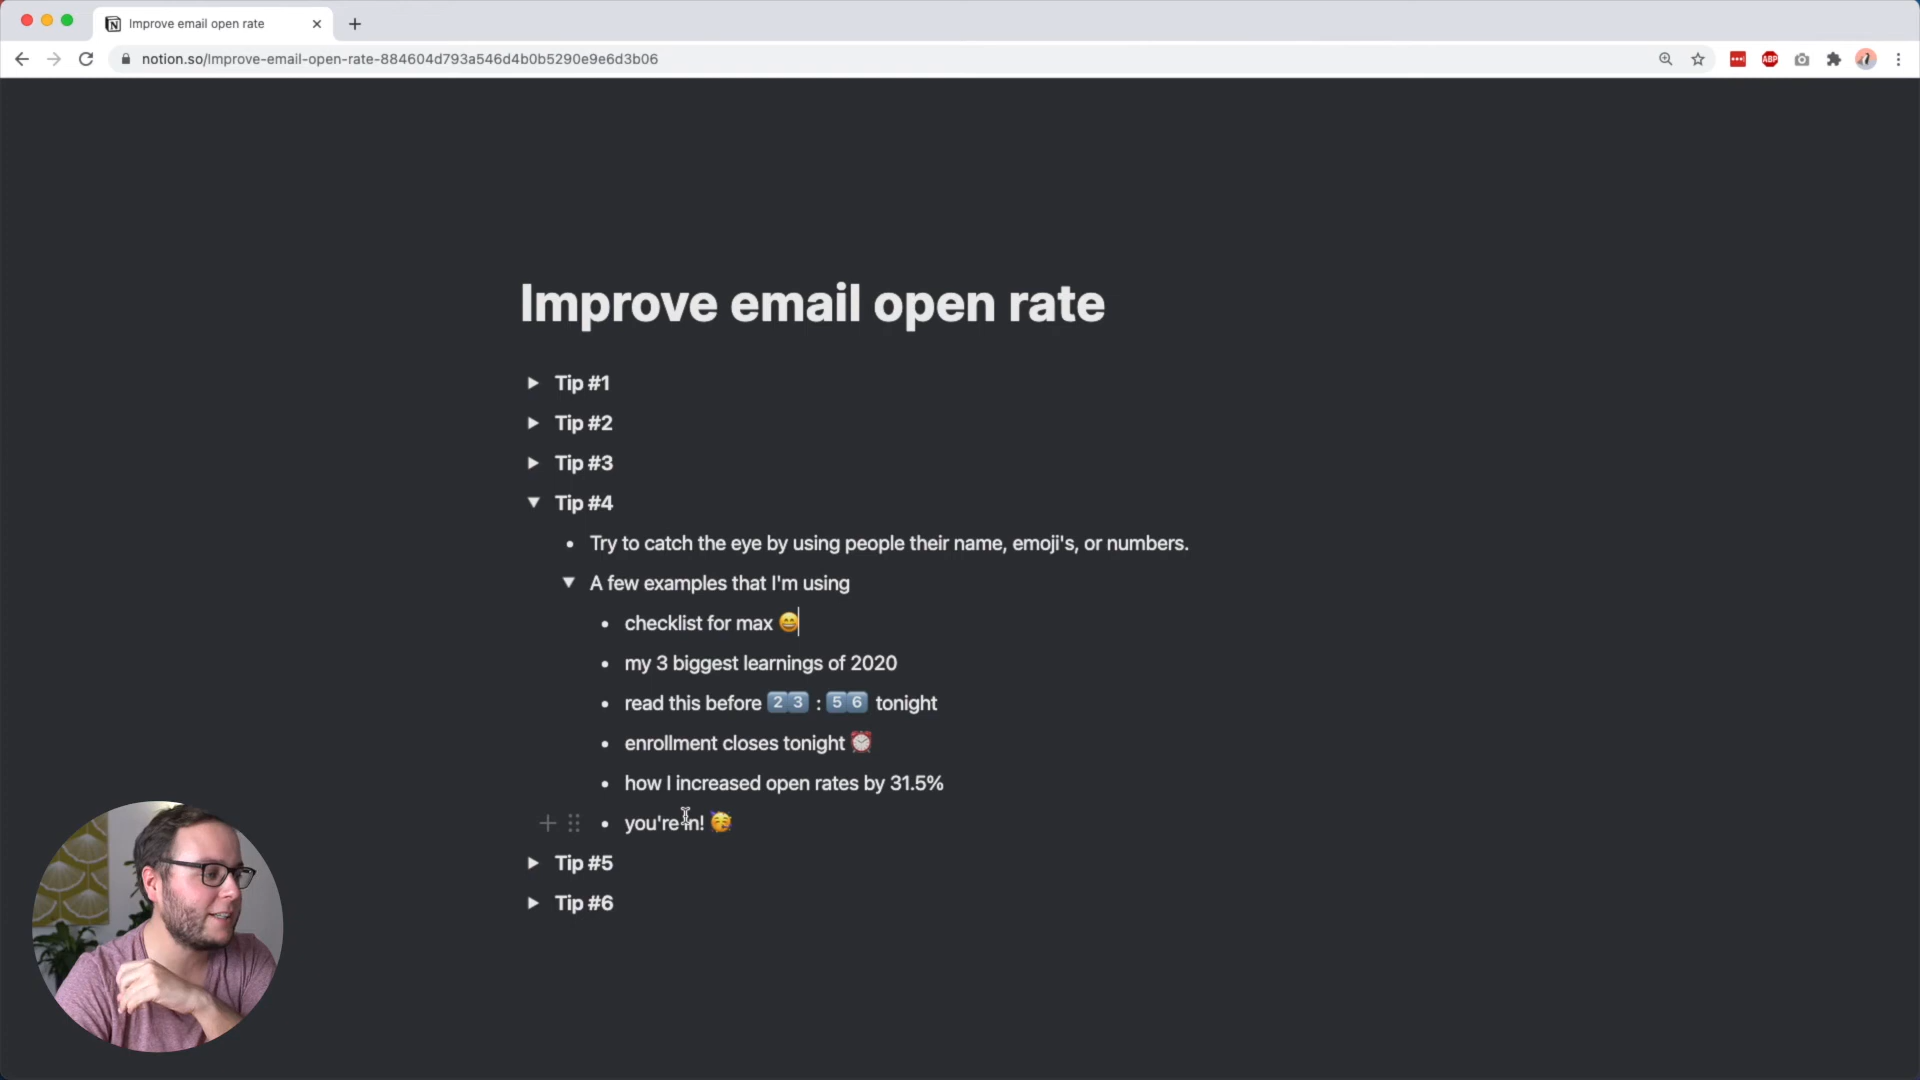 Improve email open rate
notion.so/Improve-email-open-rate-884604d793a546d4b0b5290e9e6d3b06
ABP
Improve email open rate
Tip #1
Tip #2
Tip #3
Tip #4
Try to catch the eye by using people their name, emoji's, or numbers.
A few examples that I'm using
checklist for max 😄
my 3 biggest learnings of 2020
read this before 2️⃣3️⃣ : 5️⃣6️⃣ tonight
enrollment closes tonight ⏰
how I increased open rates by 31.5%
you're in! 🥳
Tip #5
Tip #6